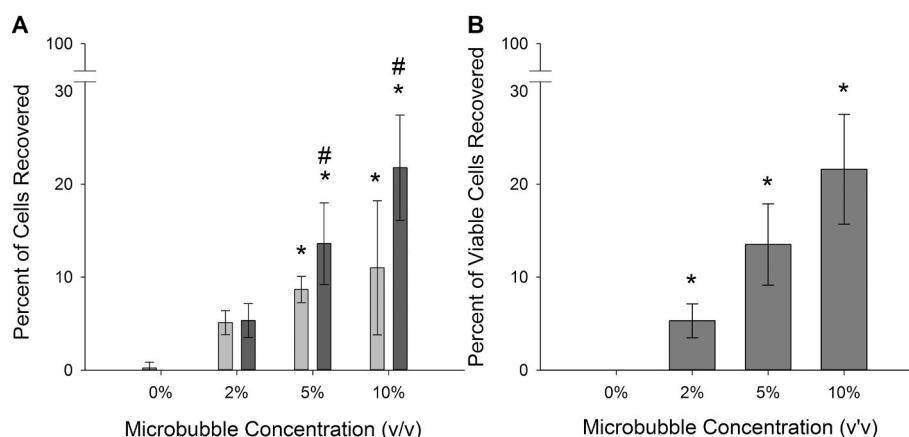 A
100
30
20
10
0
Percent of Cells Recovered
*
# *
*
# *
0% 2% 5% 10%
Microbubble Concentration (v/v)
B
100
30
20
10
0
Percent of Viable Cells Recovered
*
*
*
0% 2% 5% 10%
Microbubble Concentration (v'v)